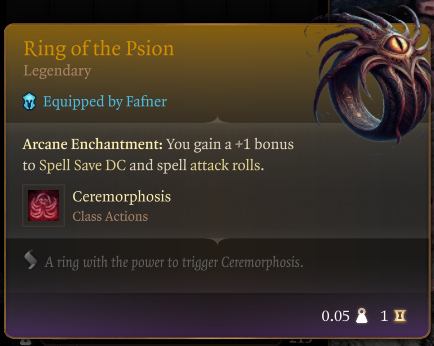 Ring of the Psion
Legendary
Equipped by Fafner
Arcane Enchantment: You gain a +1 bonus
to Spell Save DC and spell attack rolls.
Ceremorphosis
Class Actions
A ring with the power to trigger Ceremorphosis.
0.05 1